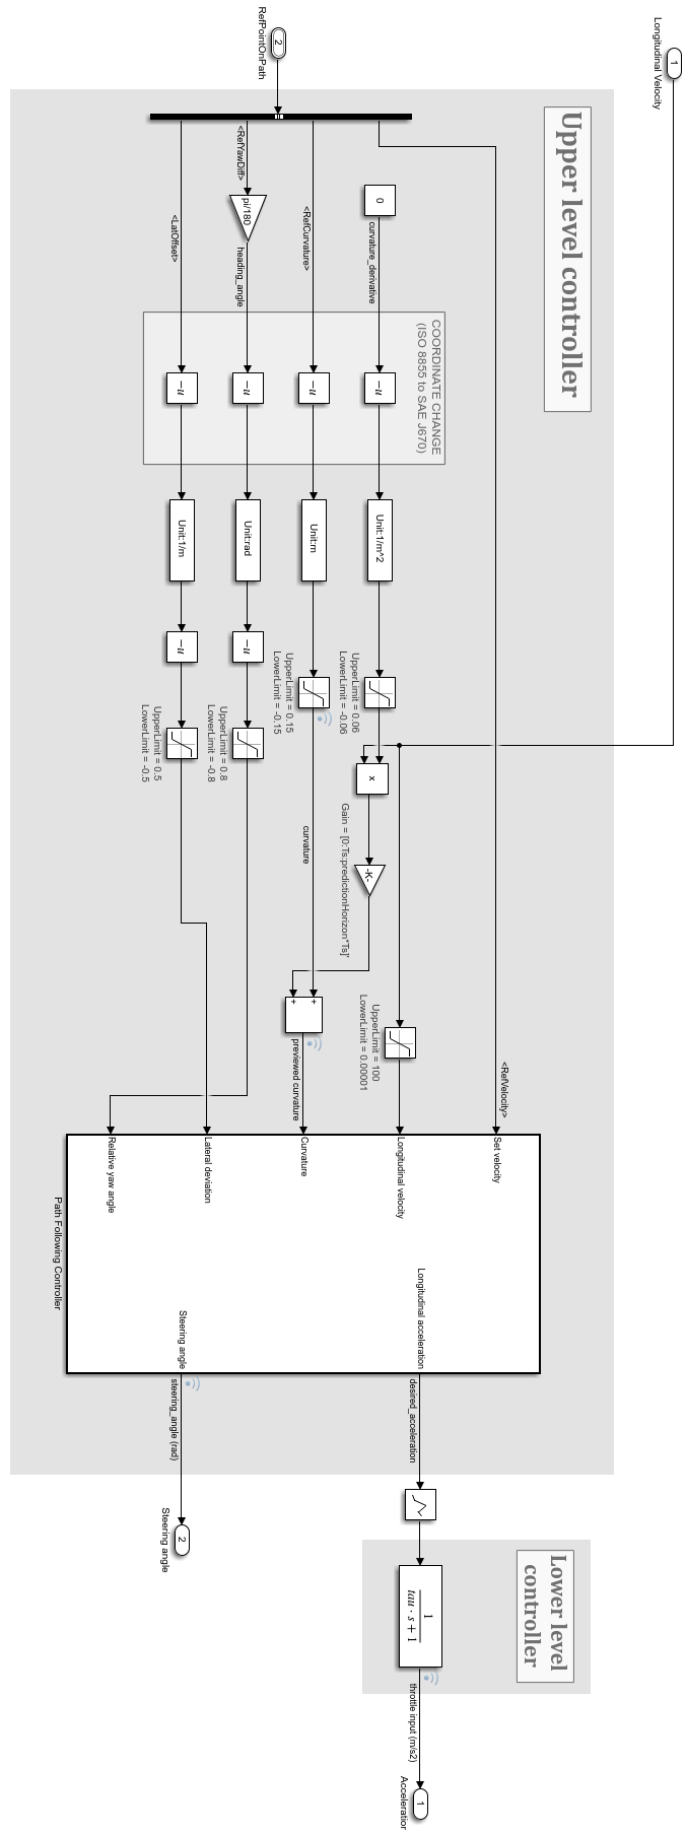 1
Longitudinal Velocity
Upper level controller
<RefVelocity>
2
RefPointOnPath
0
curvature_derivative
<RefCurvature>
<RefYawDiff>
pi/180
heading_angle
<LatOffset>
COORDINATE CHANGE
(ISO 8855 to SAE J670)
-u
-u
-u
-u
Unit:1/m^2
Unit:m
Unit:rad
Unit:1/m
UpperLimit = 0.06
LowerLimit = -0.06
UpperLimit = 0.15
LowerLimit = -0.15
-u
-u
UpperLimit = 0.8
LowerLimit = -0.8
UpperLimit = 0.5
LowerLimit = -0.5
×
-K-
Gain = [0:Ts:predictionHorizon*Ts]'
curvature
UpperLimit = 100
LowerLimit = 0.00001
+
+
previewed curvature
Set velocity
Longitudinal velocity
Curvature
Lateral deviation
Relative yaw angle
Longitudinal acceleration
Steering angle
Path Following Controller
desired_acceleration
steering_angle (rad)
2
Steering angle
Lower level
controller
1
tau · s + 1
throttle input (m/s2)
1
Acceleration